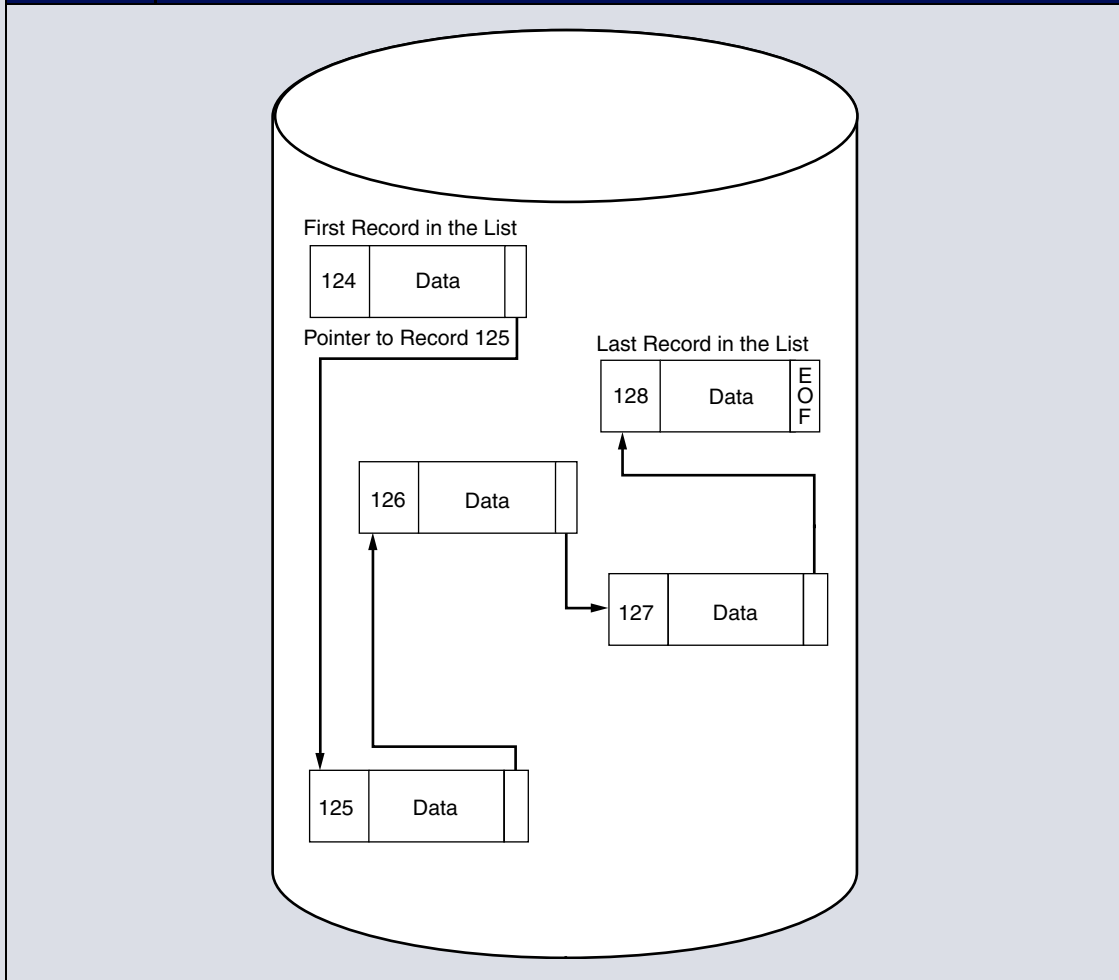 First Record in the List
124 Data
Pointer to Record 125
Last Record in the List
128 Data EOF
126 Data
127 Data
125 Data